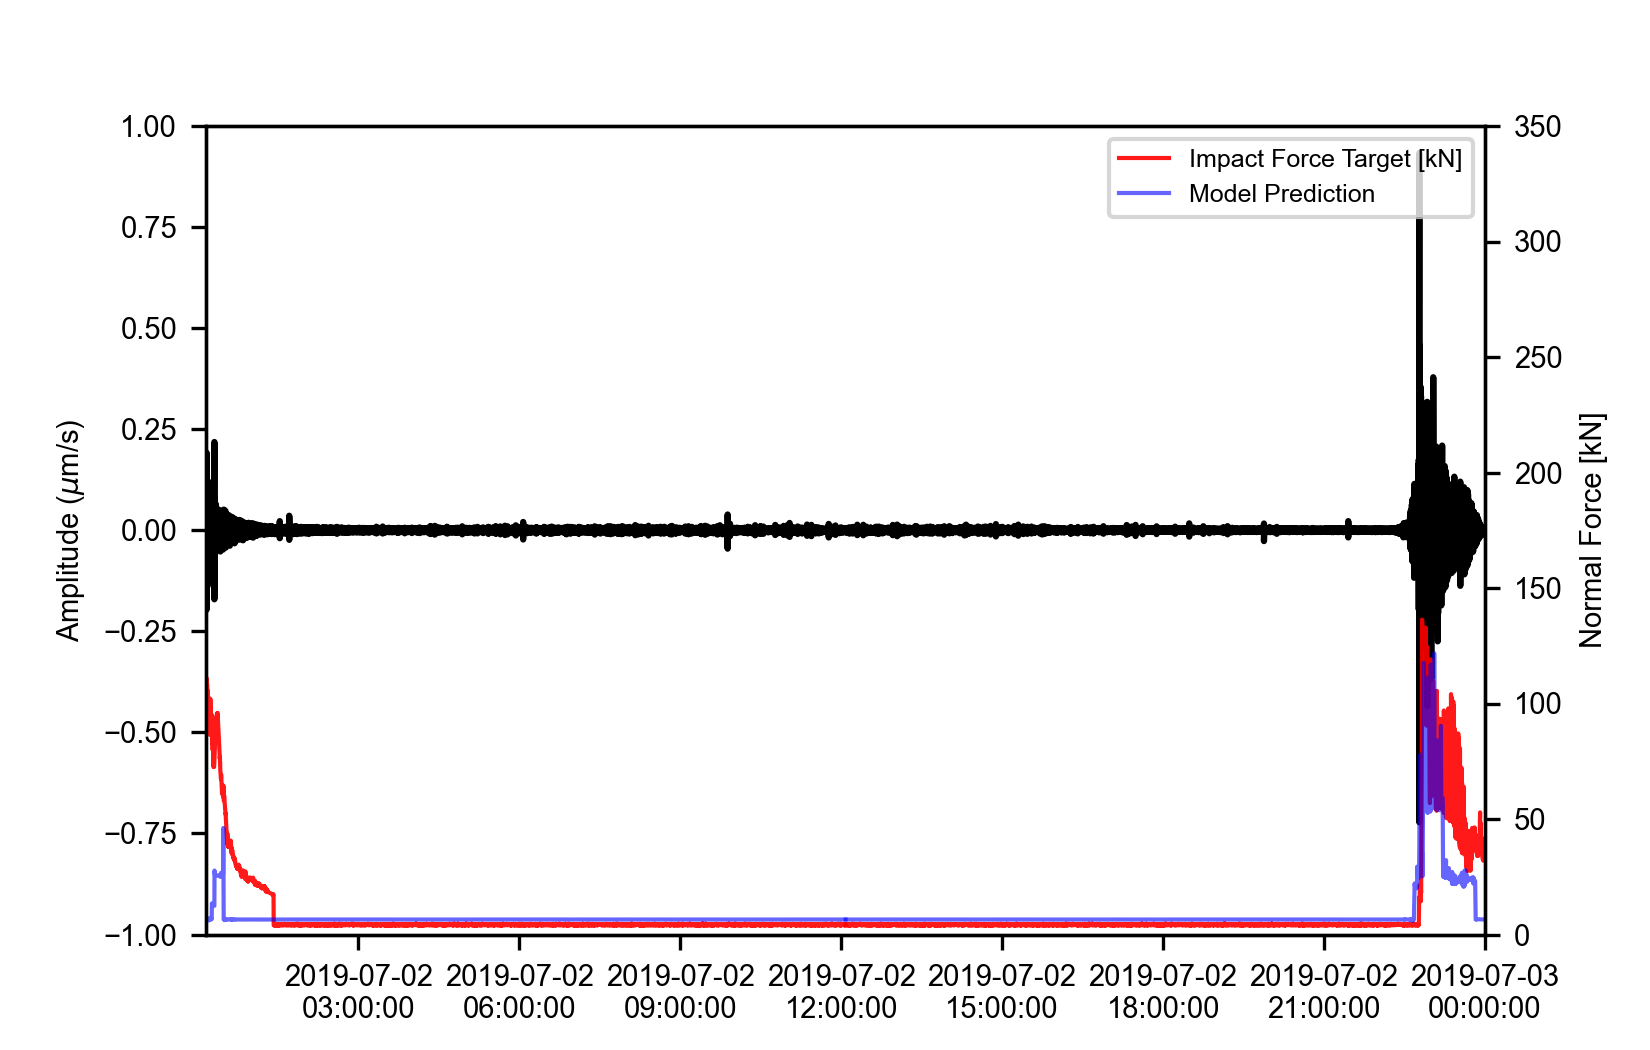 Impact Force Target [kN]
Model Prediction
Amplitude (μm/s)
1.00
0.75
0.50
0.25
0.00
−0.25
−0.50
−0.75
−1.00
350
300
250
200
150
100
50
0
Normal Force [kN]
2019-07-02 2019-07-02 2019-07-02 2019-07-02 2019-07-02 2019-07-02 2019-07-02 2019-07-03
03:00:00 06:00:00 09:00:00 12:00:00 15:00:00 18:00:00 21:00:00 00:00:00